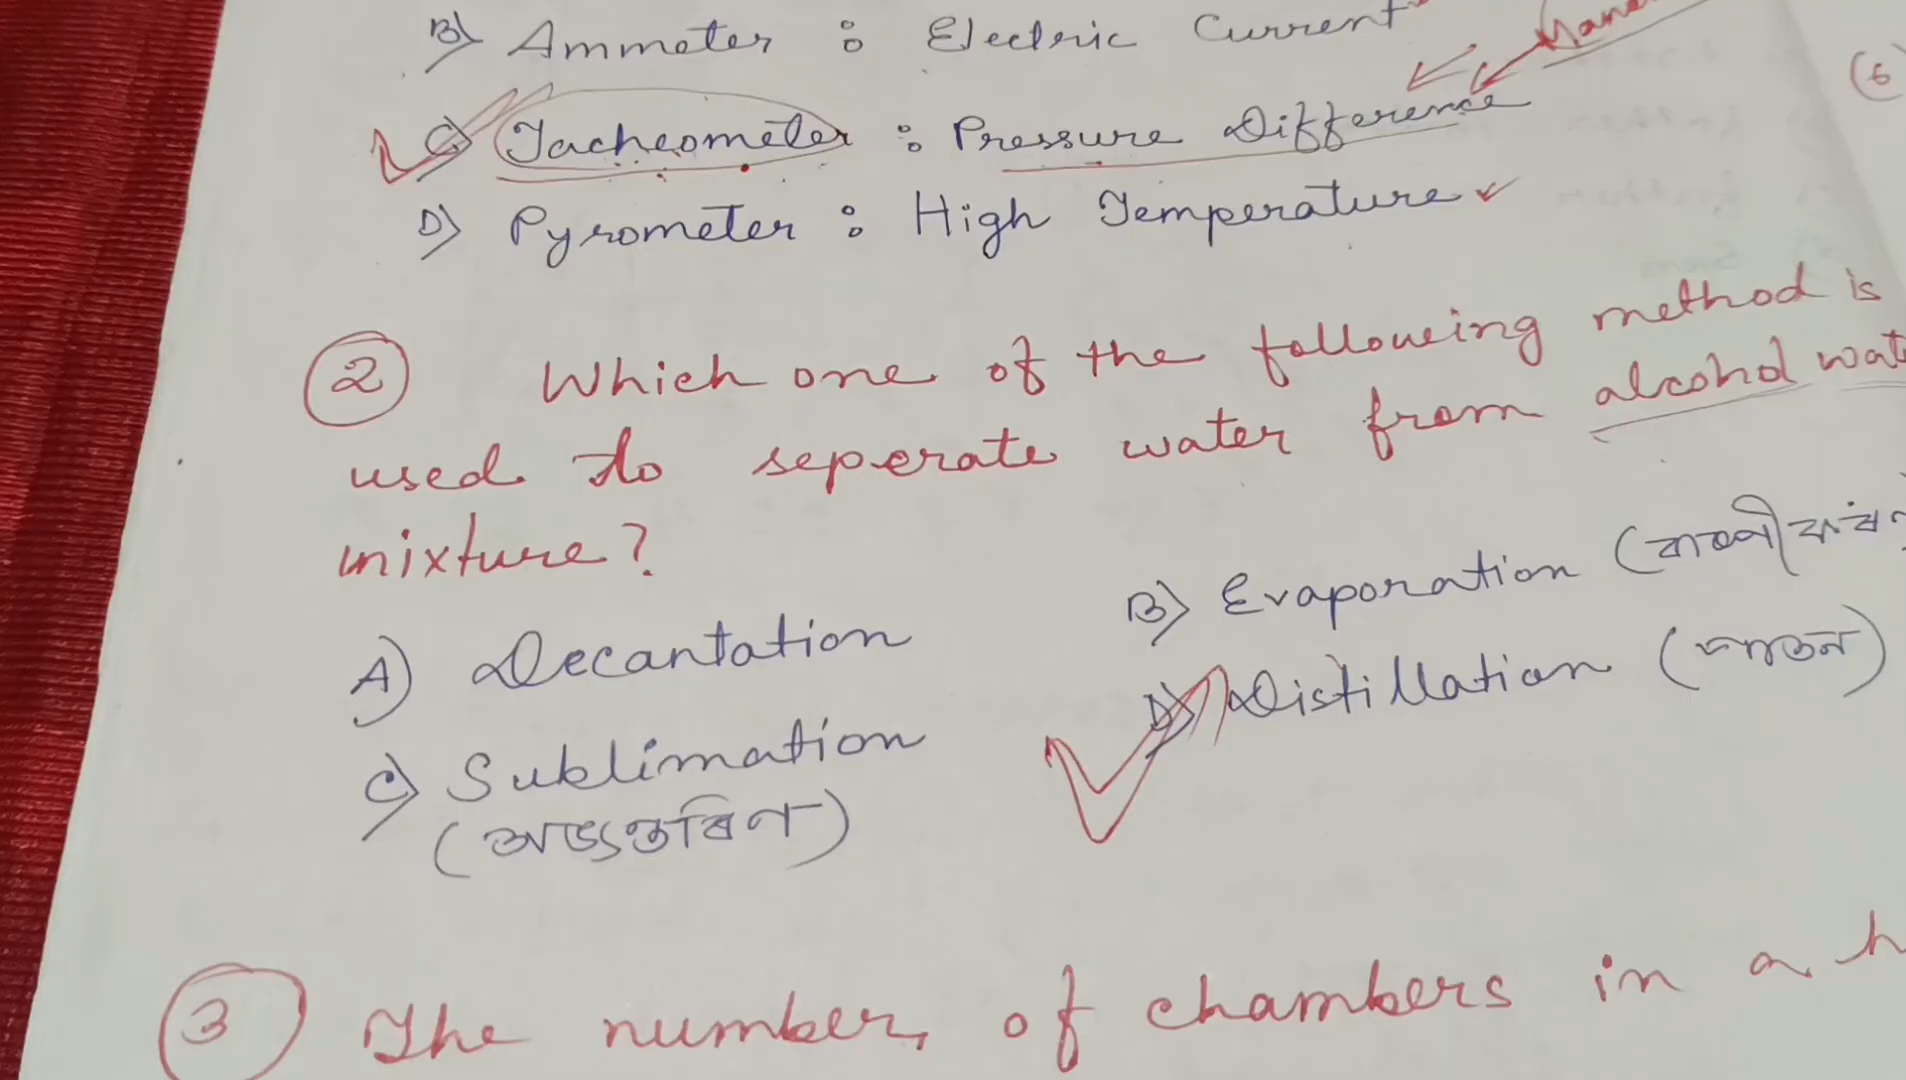 B) Ammeter : Electric Current
C) Tacheometer : Pressure Difference
D) Pyrometer : High Temperature
(6)
2 Which one of the following method is
used to seperate water from alcohol
mixture?
A) Decantation
B) Evaporation
C) Sublimation
D) Distillation
3 The number of chambers in a